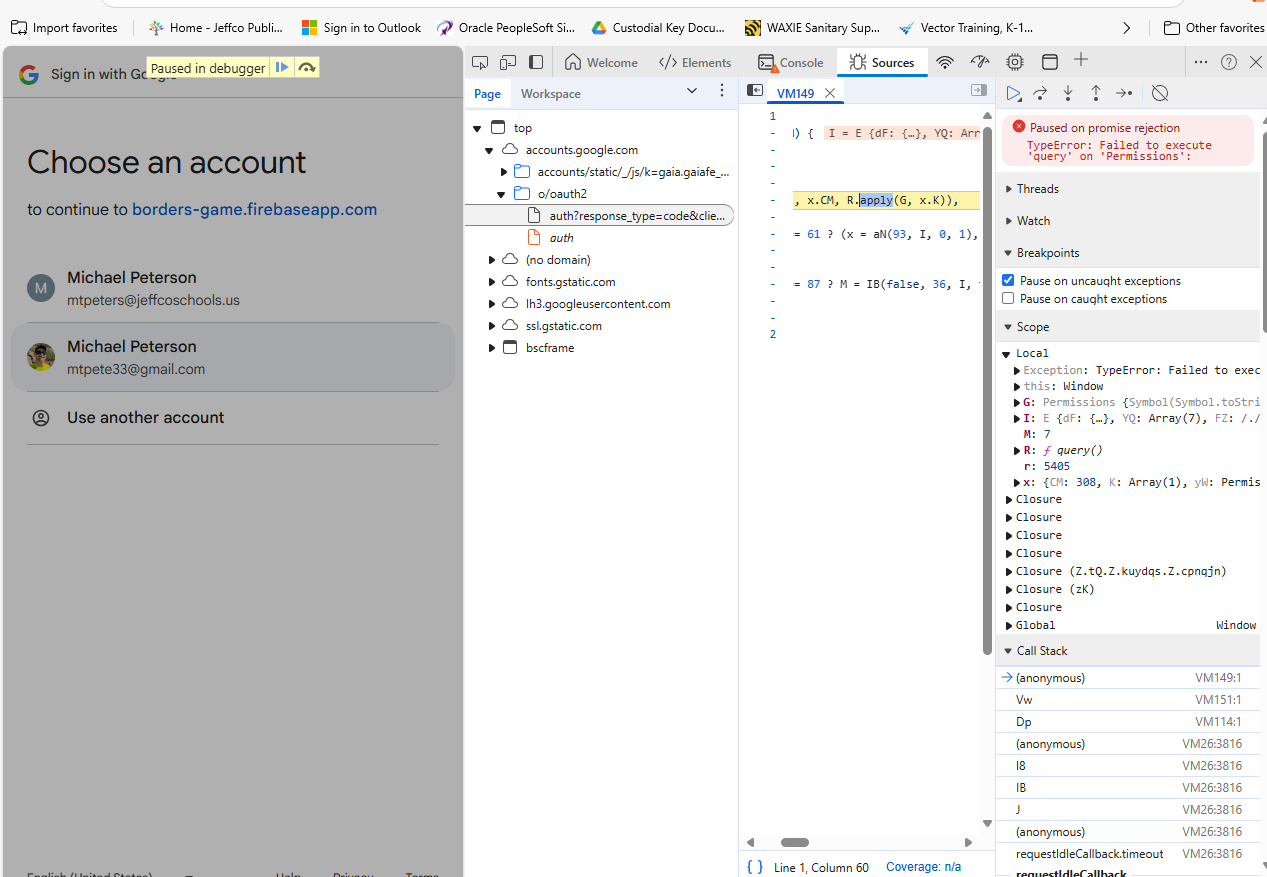 Import favorites
Home - Jeffco Publi...
Sign in to Outlook
Oracle PeopleSoft Si...
Custodial Key Docu...
WAXIE Sanitary Sup...
Vector Training, K-1...
Other favorites
Sign in with Google
Paused in debugger
Choose an account
to continue to borders-game.firebaseapp.com
M
Michael Peterson
mtpeters@jeffcoschools.us
Michael Peterson
mtpete33@gmail.com
Use another account
English (United States)
Help
Privacy
Terms
Welcome
Elements
Console
Sources
Page
Workspace
top
accounts.google.com
accounts/static/_/js/k=gaia.gaiafe_...
o/oauth2
auth?response_type=code&clie...
auth
(no domain)
fonts.gstatic.com
lh3.googleusercontent.com
ssl.gstatic.com
bscframe
VM149
1
) { I = E {dF: {…}, YQ: Arr
, x.CM, R.apply(G, x.K)),
= 61 ? (x = aN(93, I, 0, 1),
= 87 ? M = IB(false, 36, I,
2
{ } Line 1, Column 60 Coverage: n/a
Paused on promise rejection
TypeError: Failed to execute
'query' on 'Permissions':
Threads
Watch
Breakpoints
Pause on uncaught exceptions
Pause on caught exceptions
Scope
Local
Exception: TypeError: Failed to exec
this: Window
G: Permissions {Symbol(Symbol.toStri
I: E {dF: {…}, YQ: Array(7), FZ: /./
M: 7
R: ƒ query()
r: 5405
x: {CM: 308, K: Array(1), yW: Permis
Closure
Closure
Closure
Closure
Closure (Z.tQ.Z.kuydqs.Z.cpnqjn)
Closure (zK)
Closure
Global Window
Call Stack
(anonymous) VM149:1
Vw VM151:1
Dp VM114:1
(anonymous) VM26:3816
I8 VM26:3816
IB VM26:3816
J VM26:3816
(anonymous) VM26:3816
requestIdleCallback.timeout VM26:3816
requestIdleCallback